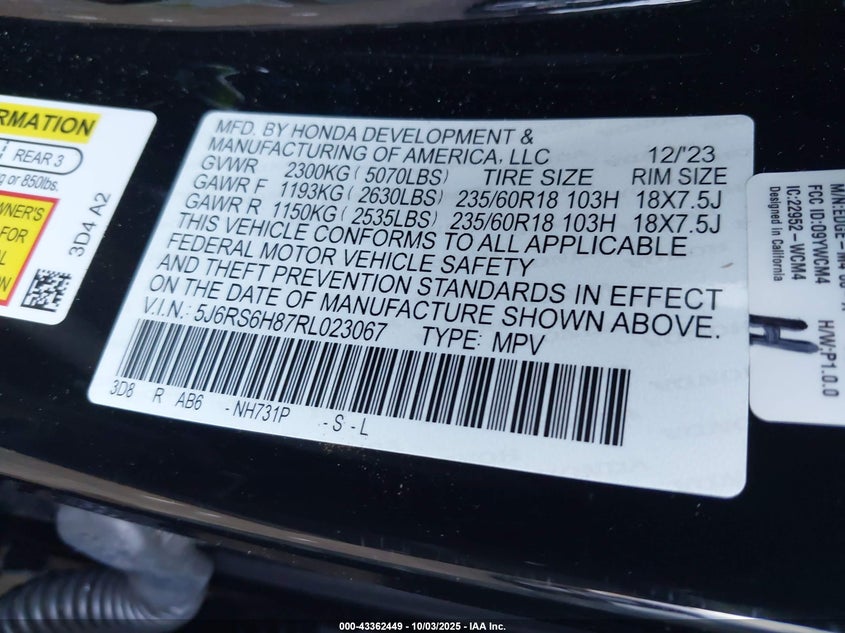 RMATION
REAR 3
g or 850lbs.
WNER'S
-FOR
L
ON
3D4 A2
MFD. BY HONDA DEVELOPMENT &
MANUFACTURING OF AMERICA, LLC 12/'23
GVWR 2300KG ( 5070LBS) TIRE SIZE RIM SIZE
GAWR F 1193KG ( 2630LBS) 235/60R18 103H 18X7.5J
GAWR R 1150KG ( 2535LBS) 235/60R18 103H 18X7.5J
THIS VEHICLE CONFORMS TO ALL APPLICABLE
FEDERAL MOTOR VEHICLE SAFETY
AND THEFT PREVENTION STANDARDS IN EFFECT
ON THE DATE OF MANUFACTURE SHOWN ABOVE.
V.I.N: 5J6RS6H87RL023067 TYPE: MPV
3D8 R AB6 -NH731P -S-L
FCC ID:O9YWCM4
IC:22952-WCM4
Designed in California
H/W:P1.0.0
000-43362449 - 10/03/2025 - IAA Inc.